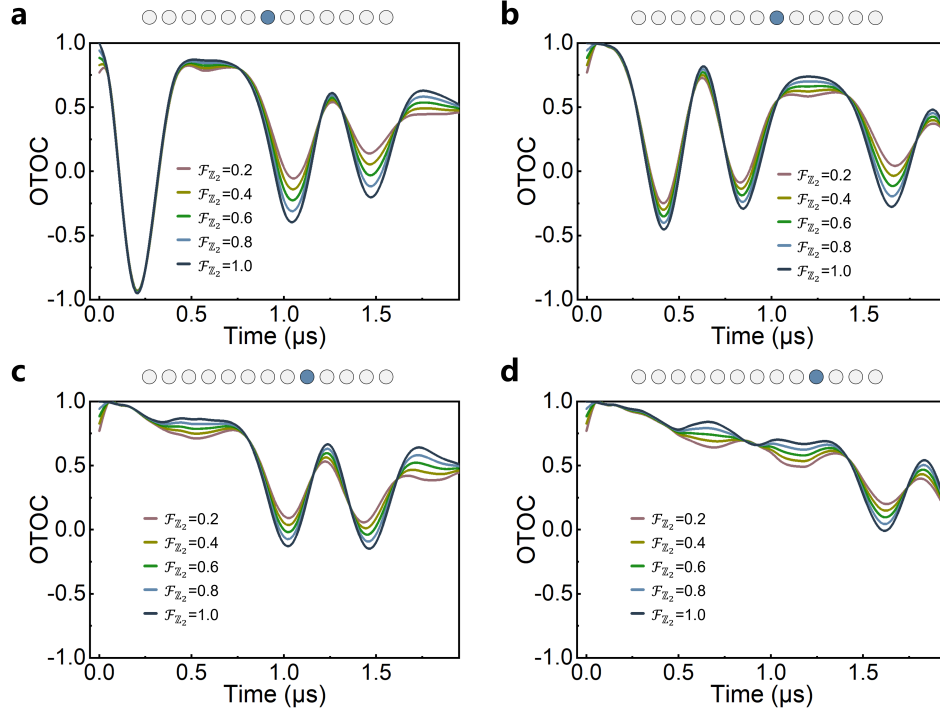 a
1.0
0.5
0.0
-0.5
-1.0
OTOC
ℱℤ₂=0.2
ℱℤ₂=0.4
ℱℤ₂=0.6
ℱℤ₂=0.8
ℱℤ₂=1.0
0.0 0.5 1.0 1.5
Time (μs)
b
1.0
0.5
0.0
-0.5
-1.0
OTOC
ℱℤ₂=0.2
ℱℤ₂=0.4
ℱℤ₂=0.6
ℱℤ₂=0.8
ℱℤ₂=1.0
0.0 0.5 1.0 1.5
Time (μs)
c
1.0
0.5
0.0
-0.5
-1.0
OTOC
ℱℤ₂=0.2
ℱℤ₂=0.4
ℱℤ₂=0.6
ℱℤ₂=0.8
ℱℤ₂=1.0
0.0 0.5 1.0 1.5
Time (μs)
d
1.0
0.5
0.0
-0.5
-1.0
OTOC
ℱℤ₂=0.2
ℱℤ₂=0.4
ℱℤ₂=0.6
ℱℤ₂=0.8
ℱℤ₂=1.0
0.0 0.5 1.0 1.5
Time (μs)